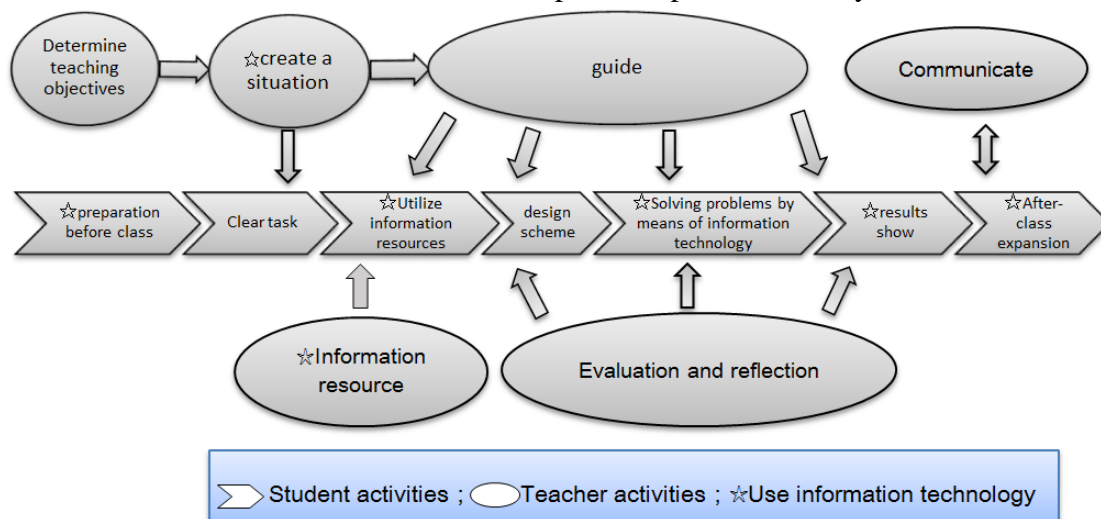 Determine
teaching
objectives
☆create a
situation
guide
Communicate
☆preparation
before class
Clear task
☆Utilize
information
resources
design
scheme
☆Solving problems by
means of information
technology
☆results
show
☆After-
class
expansion
☆Information
resource
Evaluation and reflection
Student activities ; Teacher activities ; ☆Use information technology